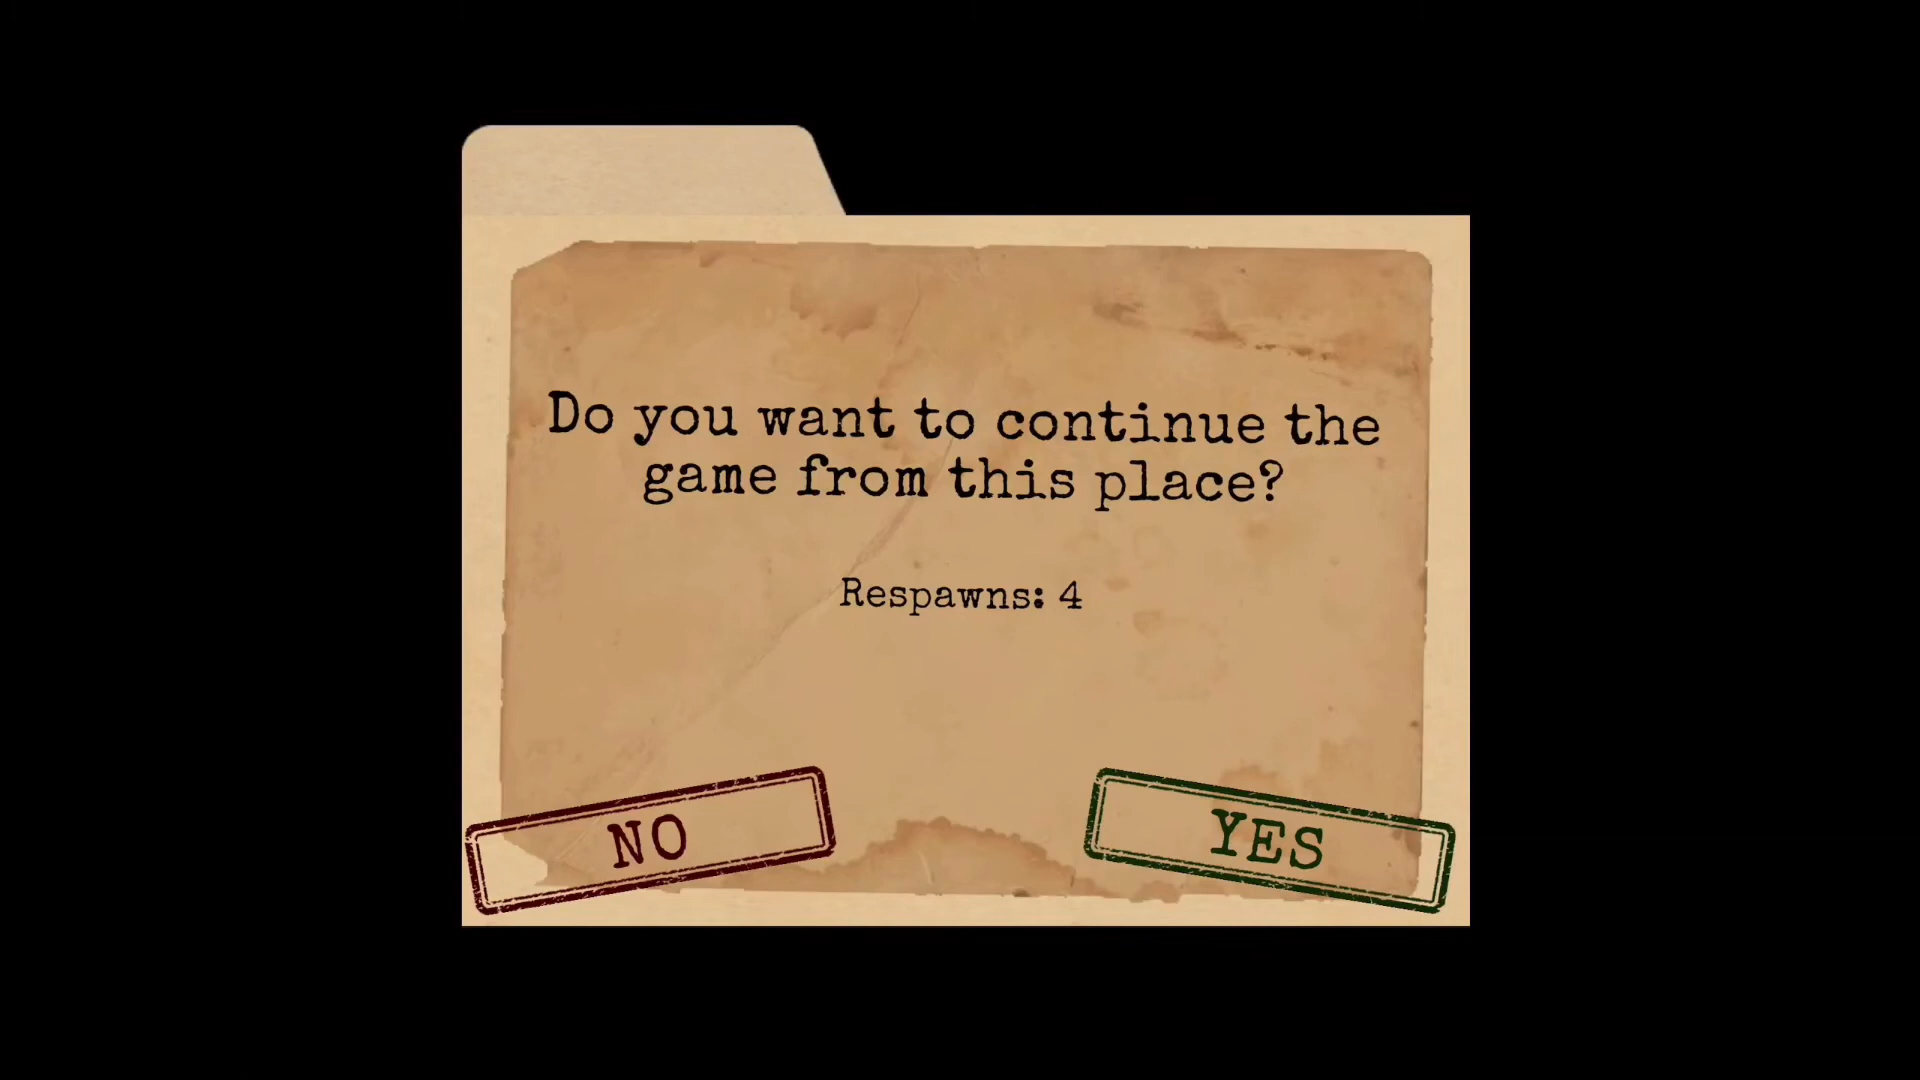 Do you want to continue the
game from this place?
Respawns: 4
NO
YES